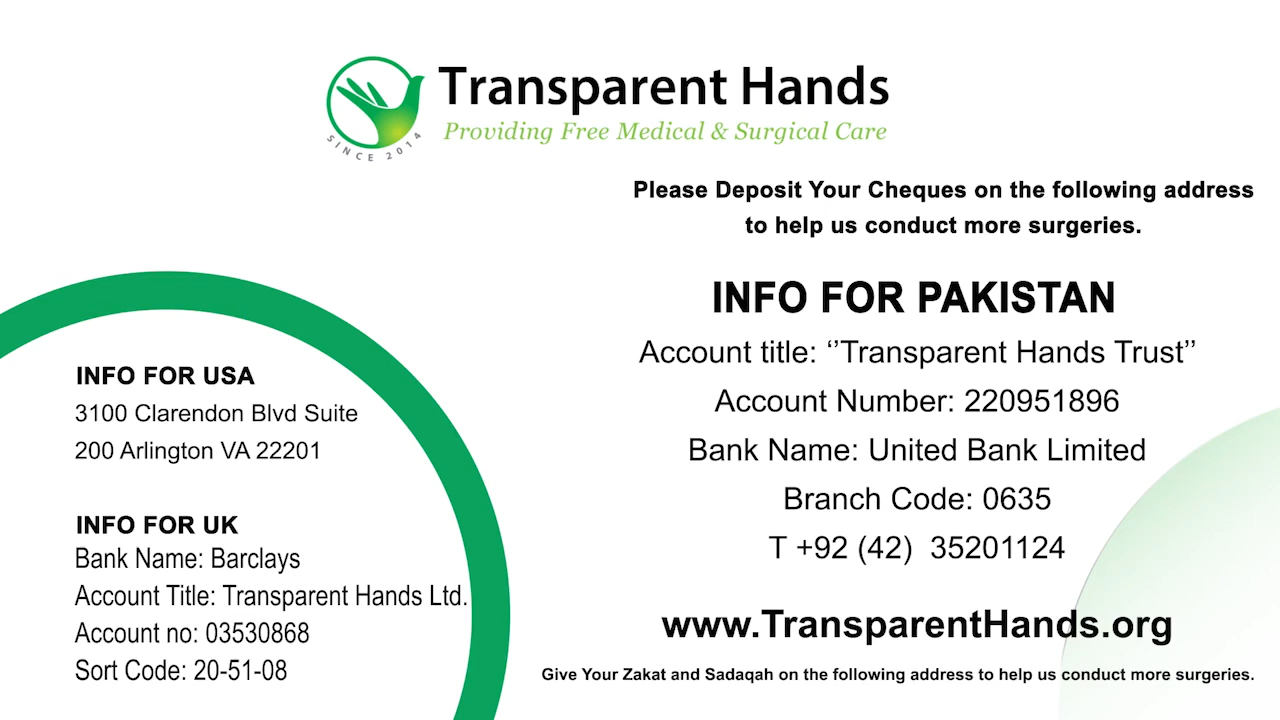 Transparent Hands
Providing Free Medical & Surgical Care
SINCE 2014
Please Deposit Your Cheques on the following address
to help us conduct more surgeries.
INFO FOR PAKISTAN
Account title: ‘’Transparent Hands Trust’’
Account Number: 220951896
Bank Name: United Bank Limited
Branch Code: 0635
T +92 (42)  35201124
www.TransparentHands.org
Give Your Zakat and Sadaqah on the following address to help us conduct more surgeries.
INFO FOR USA
3100 Clarendon Blvd Suite
200 Arlington VA 22201
INFO FOR UK
Bank Name: Barclays
Account Title: Transparent Hands Ltd.
Account no: 03530868
Sort Code: 20-51-08